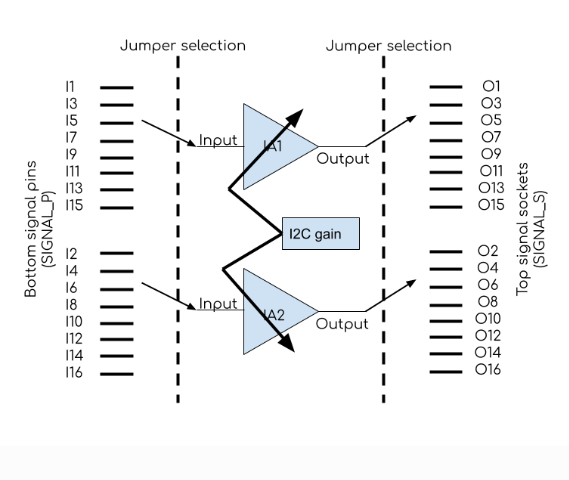 Jumper selection
Jumper selection
I1
I3
I5
I7
I9
I11
I13
I15
I2
I4
I6
I8
I10
I12
I14
I16
Bottom signal pins
(SIGNAL_P)
Input
IA1
Output
I2C gain
Input
IA2
Output
O1
O3
O5
O7
O9
O11
O13
O15
O2
O4
O6
O8
O10
O12
O14
O16
Top signal sockets
(SIGNAL_S)